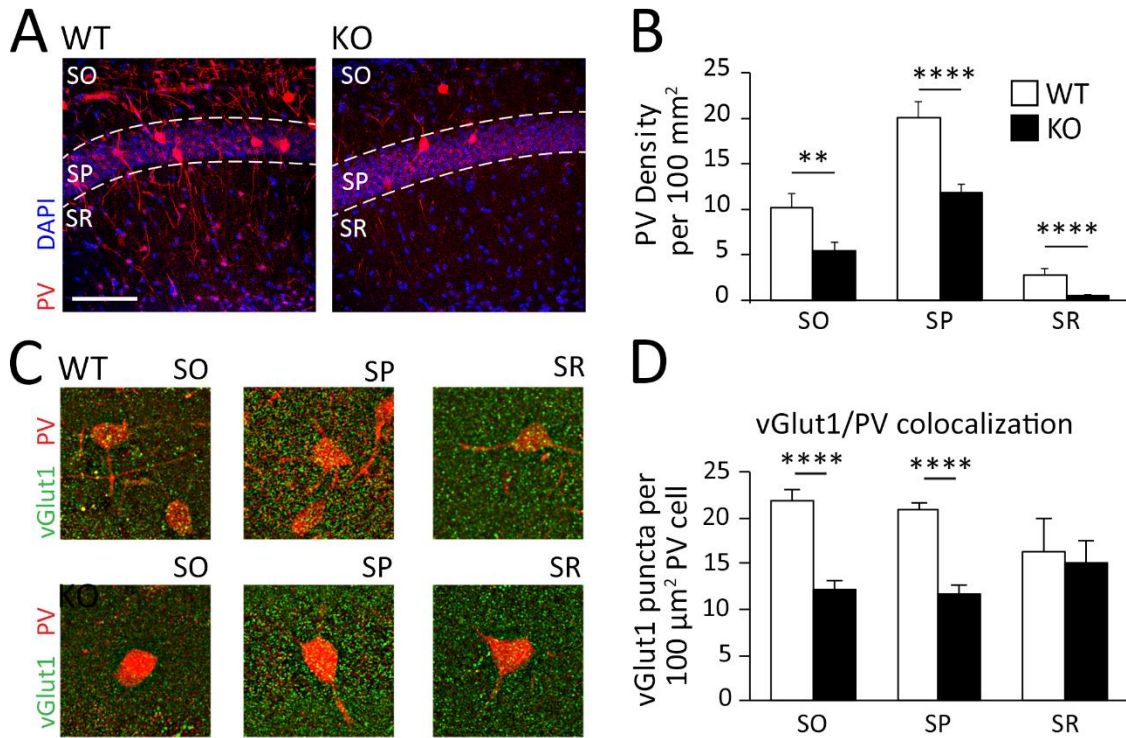 A
WT
KO
SO
SP
SR
SO
SP
SR
PV DAPI
B
PV Density
per 100 mm²
25
20
15
10
5
0
**
****
****
WT
KO
SO
SP
SR
C
WT
SO
SP
SR
vGlut1 PV
KO
SO
SP
SR
vGlut1 PV
D
vGlut1/PV colocalization
vGlut1 puncta per
100 µm² PV cell
25
20
15
10
5
0
****
****
SO
SP
SR